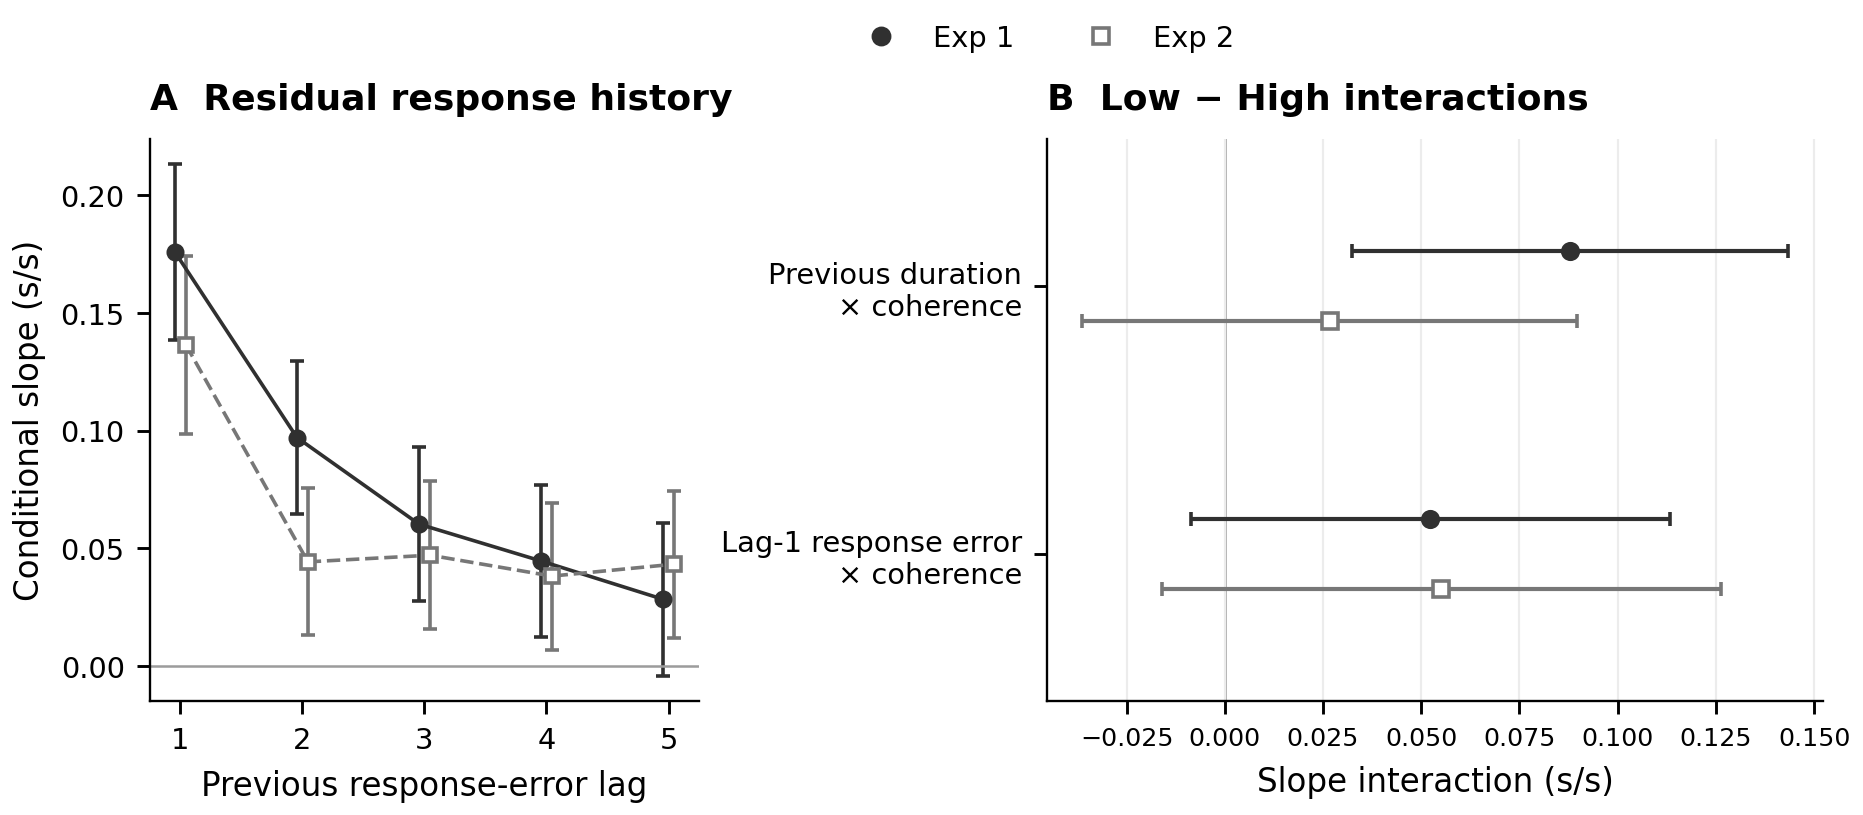 Exp 1 Exp 2
A Residual response history
Conditional slope (s/s)
0.20
0.15
0.10
0.05
0.00
1 2 3 4 5
Previous response-error lag
B Low − High interactions
Previous duration
× coherence
Lag-1 response error
× coherence
−0.025 0.000 0.025 0.050 0.075 0.100 0.125 0.150
Slope interaction (s/s)